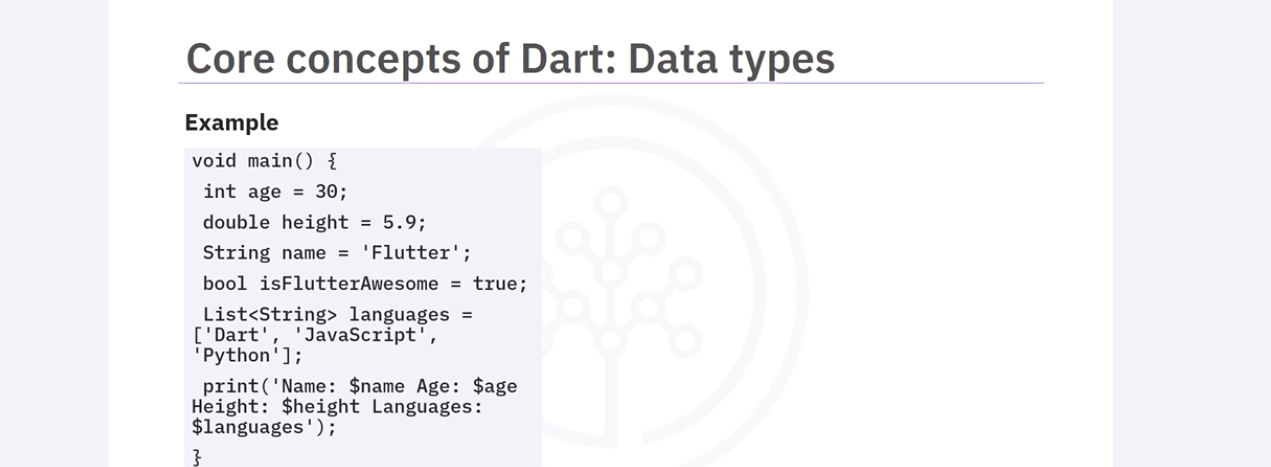 Core concepts of Dart: Data types
Example
void main() {
int age = 30;
double height = 5.9;
String name = 'Flutter';
bool isFlutterAwesome = true;
List<String> languages =
['Dart', 'JavaScript',
'Python'];
print('Name: $name Age: $age
Height: $height Languages:
$languages');
}